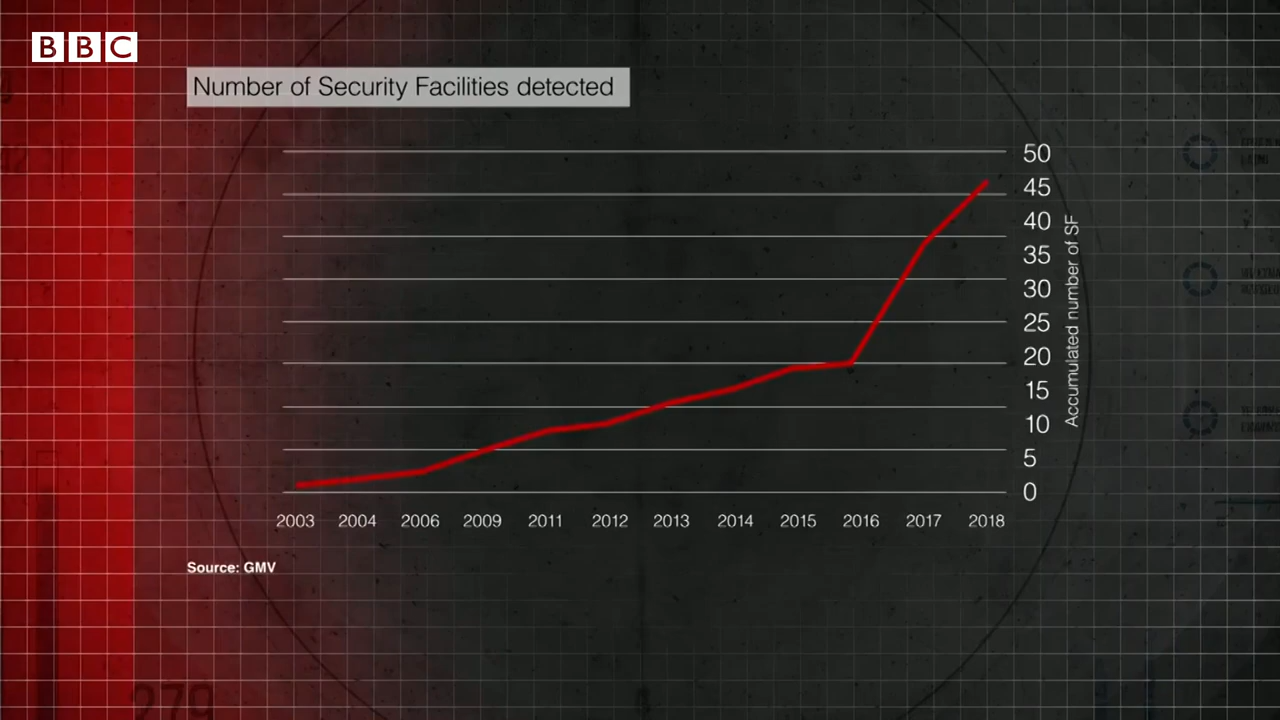 BBC
Number of Security Facilities detected
50
45
40
35
30
25
20
15
10
5
0
Accumulated number of SF
2003 2004 2006 2009 2011 2012 2013 2014 2015 2016 2017 2018
Source: GMV
279